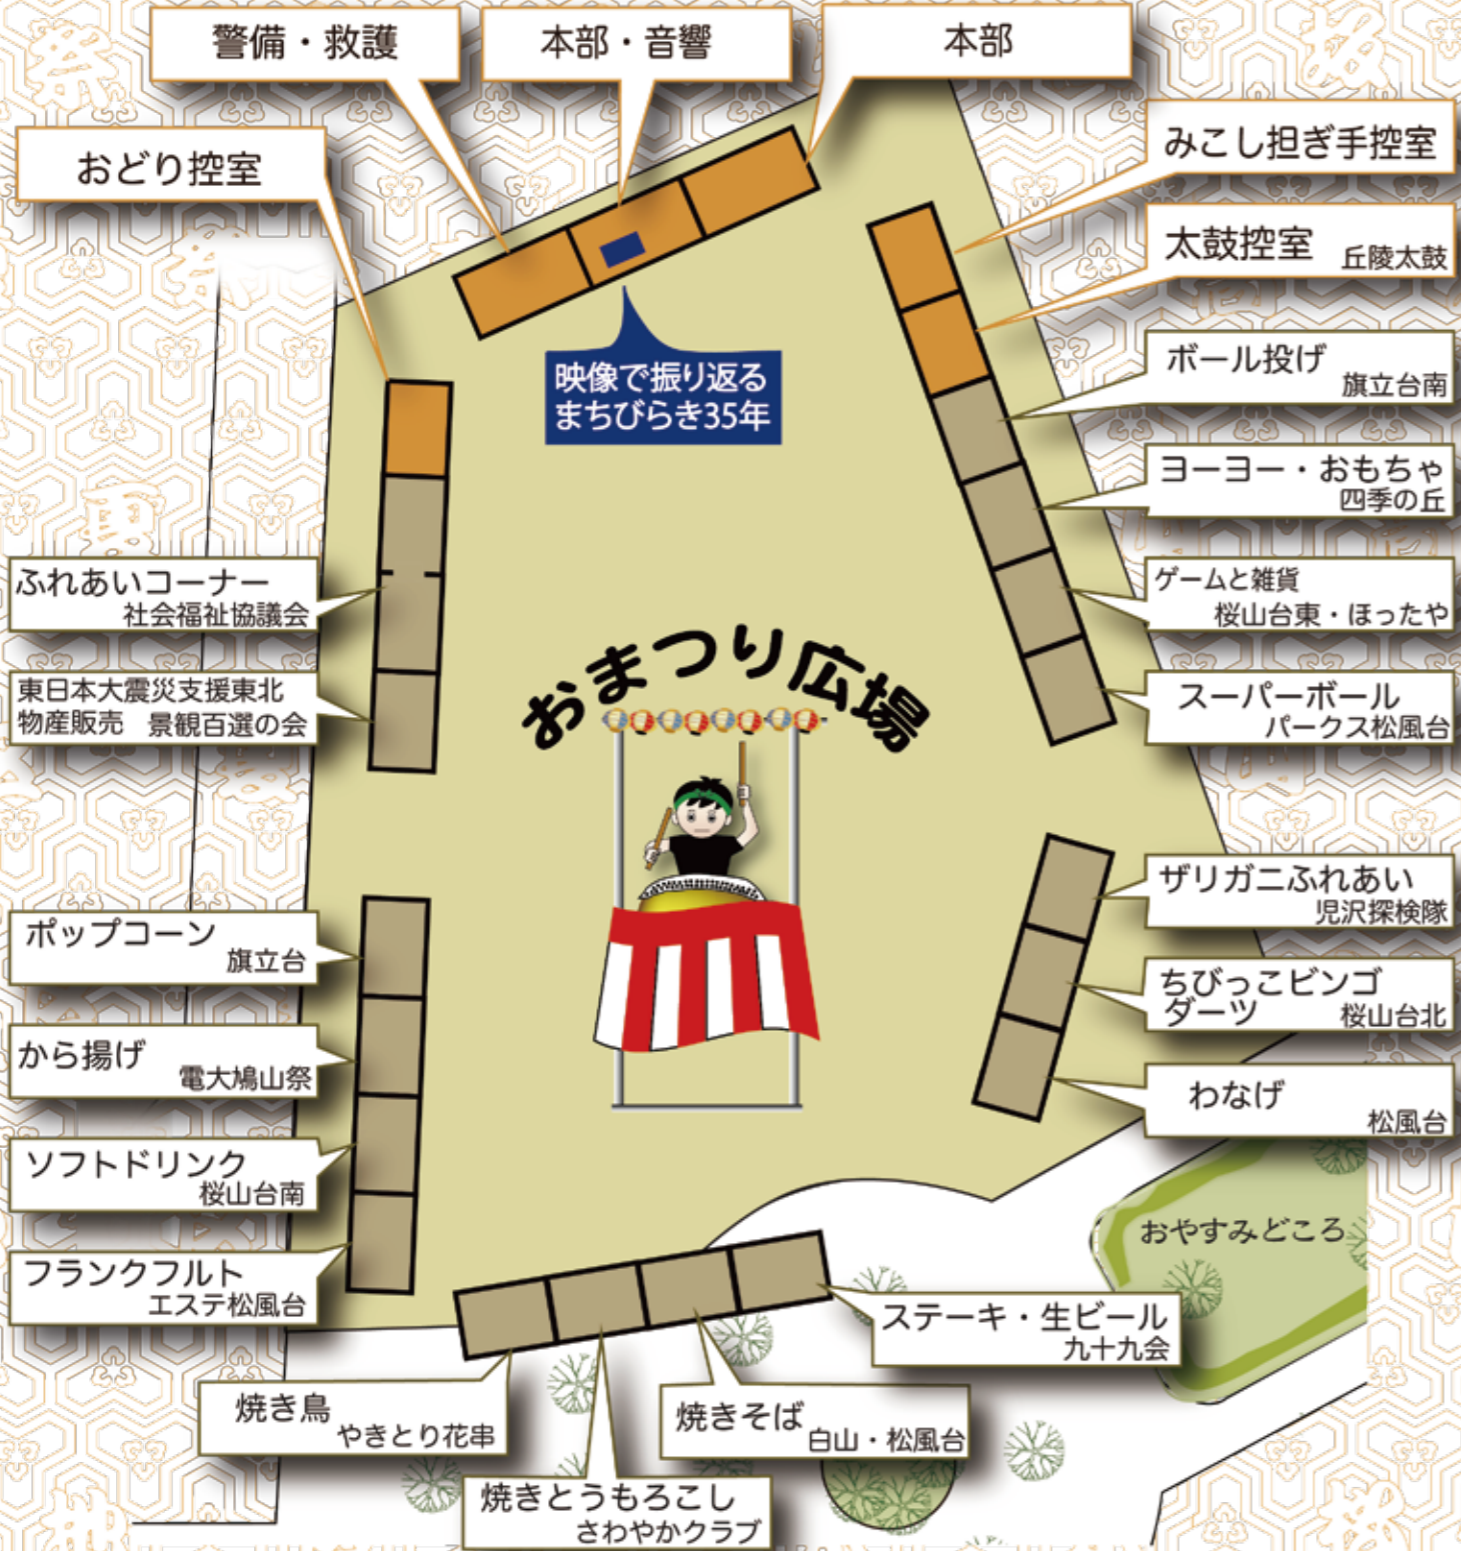 警備・救護
本部・音響
本部
おどり控室
みこし担ぎ手控室
太鼓控室 丘陵太鼓
映像で振り返る
まちびらき35年
ボール投げ
旗立台南
ヨーヨー・おもちゃ
四季の丘
ゲームと雑貨
桜山台東・ほったや
スーパーボール
パークス松風台
ふれあいコーナー
社会福祉協議会
東日本大震災支援東北
物産販売 景観百選の会
おまつり広場
ザリガニふれあい
児沢探検隊
ちびっこビンゴ
ダーツ 桜山台北
わなげ
松風台
ポップコーン
旗立台
から揚げ
電大鳩山祭
ソフトドリンク
桜山台南
フランクフルト
エステ松風台
おやすみどころ
ステーキ・生ビール
九十九会
焼き鳥
やきとり花串
焼きそば
白山・松風台
焼きとうもろこし
さわやかクラブ